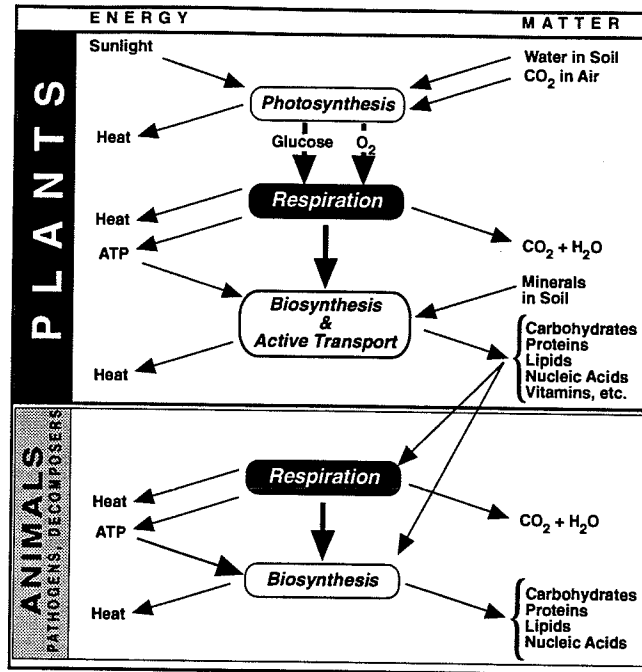 ENERGY
MATTER
PLANTS
Sunlight
Water in Soil
CO₂ in Air
Photosynthesis
Heat
Glucose
O₂
Respiration
Heat
ATP
CO₂ + H₂O
Minerals
in Soil
Biosynthesis
&
Active Transport
Heat
Carbohydrates
Proteins
Lipids
Nucleic Acids
Vitamins, etc.
ANIMALS
PATHOGENS, DECOMPOSERS
Respiration
Heat
ATP
CO₂ + H₂O
Biosynthesis
Heat
Carbohydrates
Proteins
Lipids
Nucleic Acids